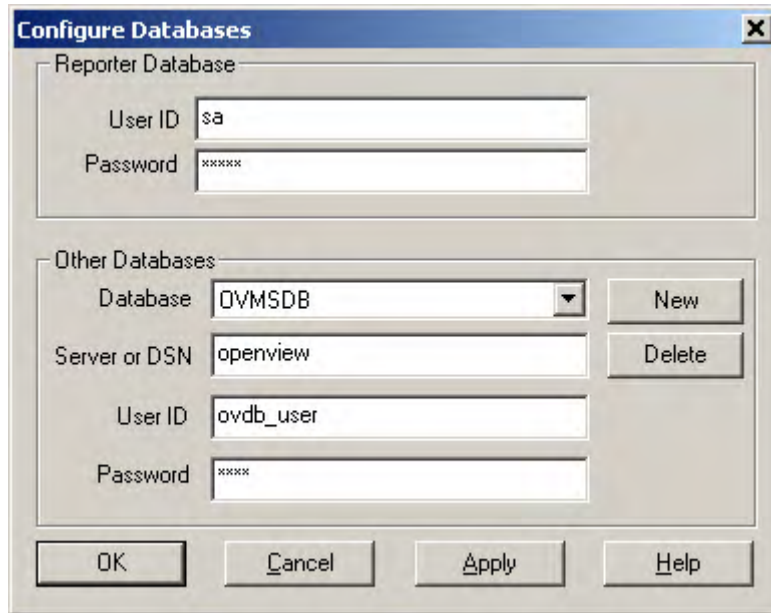 Configure Databases
Reporter Database
User ID sa
Password *****
Other Databases
Database OVMSDB New
Server or DSN openview Delete
User ID ovdb_user
Password ****
OK Cancel Apply Help